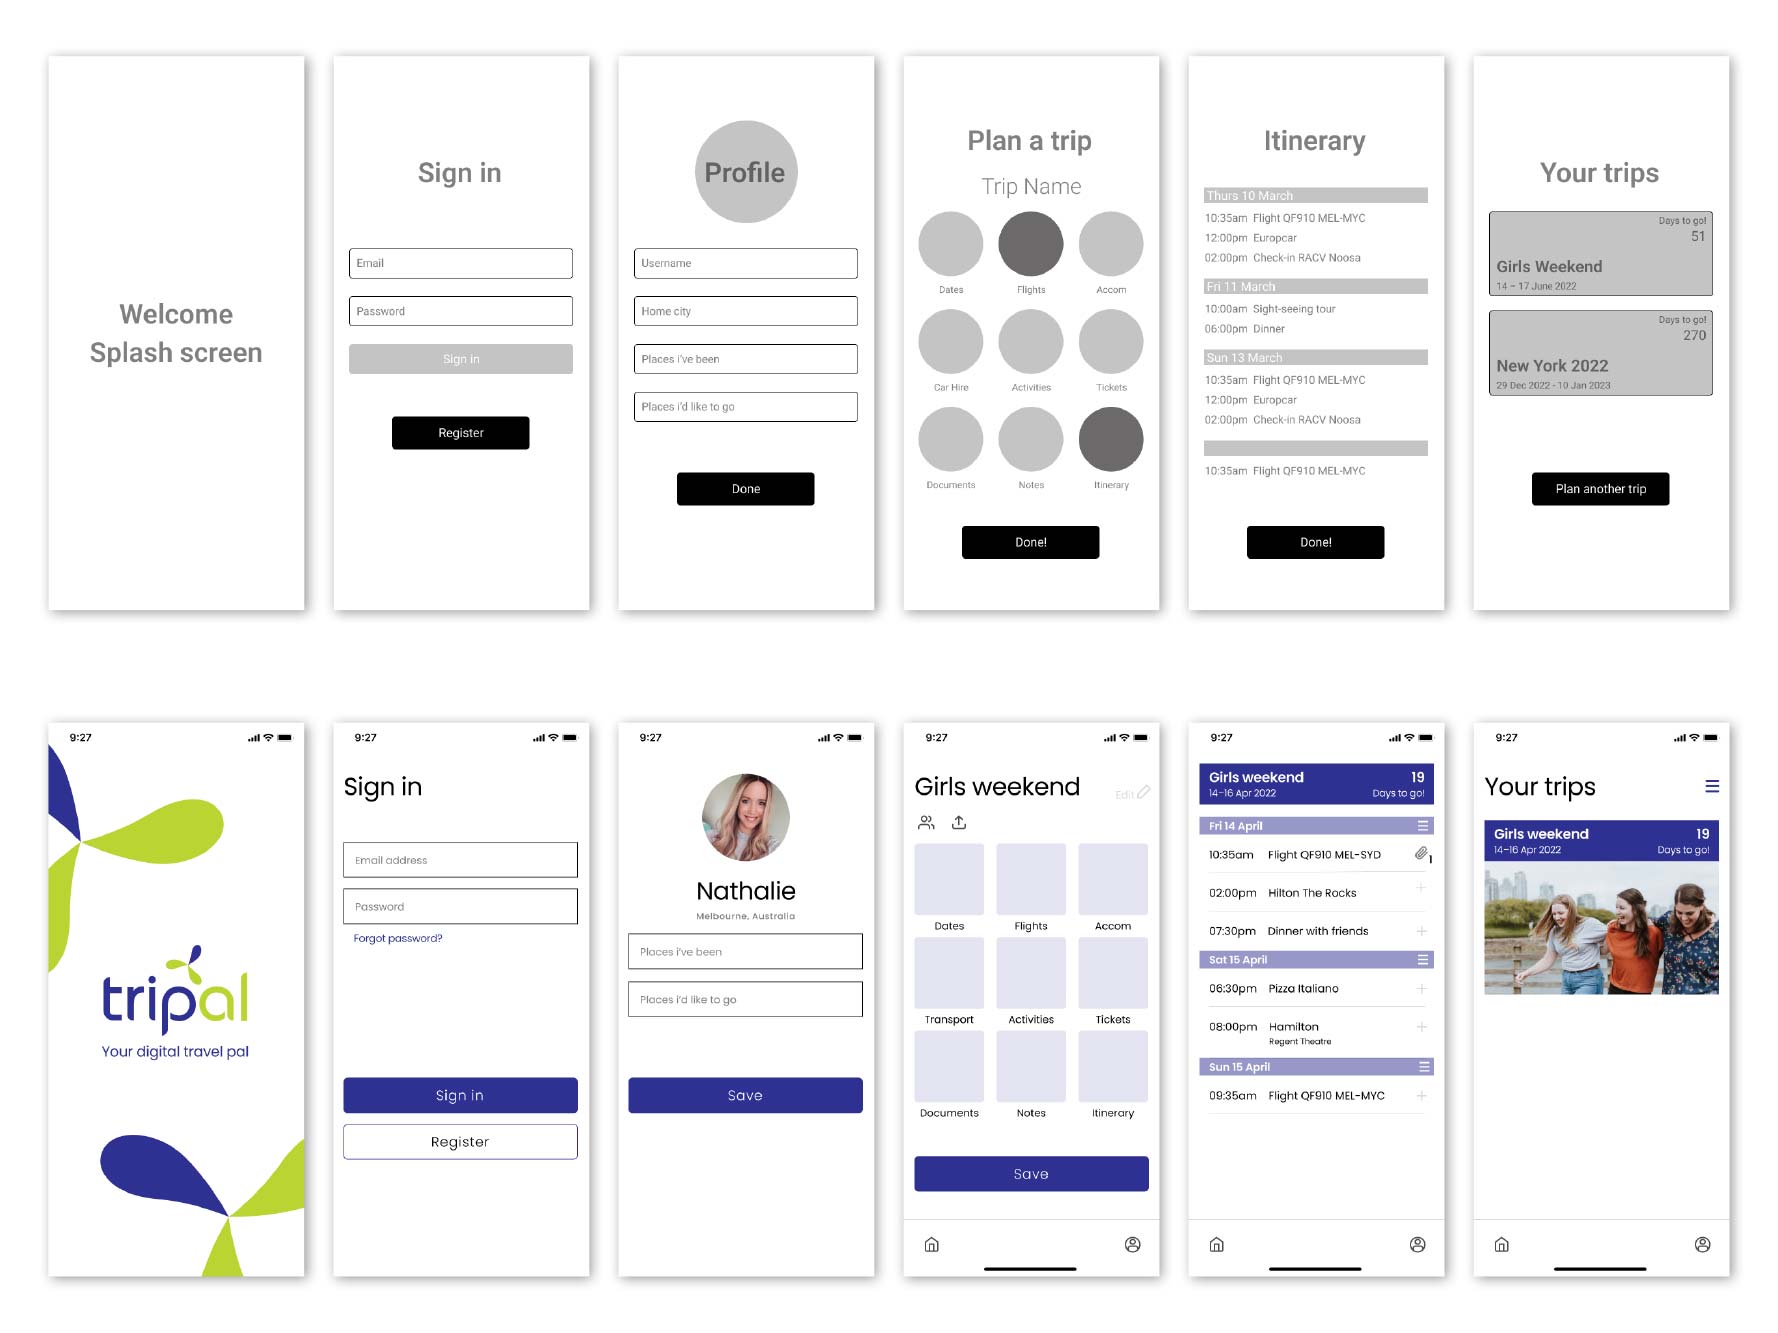 Welcome
Splash screen
Sign in
Email
Password
Sign in
Register
Profile
Username
Home city
Places i've been
Places i'd like to go
Done
Plan a trip
Trip Name
Dates
Flights
Accom
Car Hire
Activities
Tickets
Documents
Notes
Itinerary
Done!
Itinerary
Thurs 10 March
10:35am Flight QF910 MEL-MYC
12:00pm Europcar
02:00pm Check-in RACV Noosa
Fri 11 March
10:00am Sight-seeing tour
06:00pm Dinner
Sun 13 March
10:35am Flight QF910 MEL-MYC
12:00pm Europcar
02:00pm Check-in RACV Noosa
10:35am Flight QF910 MEL-MYC
Done!
Your trips
Days to go!
51
Girls Weekend
14 – 17 June 2022
Days to go!
270
New York 2022
29 Dec 2022 - 10 Jan 2023
Plan another trip
9:27
tripal
Your digital travel pal
9:27
Sign in
Email address
Password
Forgot password?
Sign in
Register
9:27
Nathalie
Melbourne, Australia
Places i've been
Places i'd like to go
Save
9:27
Girls weekend
Edit
Dates
Flights
Accom
Transport
Activities
Tickets
Documents
Notes
Itinerary
Save
9:27
Girls weekend 19
14–16 Apr 2022 Days to go!
Fri 14 April
10:35am Flight QF910 MEL-SYD 1
02:00pm Hilton The Rocks
07:30pm Dinner with friends
Sat 15 April
06:30pm Pizza Italiano
08:00pm Hamilton
Regent Theatre
Sun 15 April
09:35am Flight QF910 MEL-MYC
9:27
Your trips
Girls weekend 19
14–16 Apr 2022 Days to go!